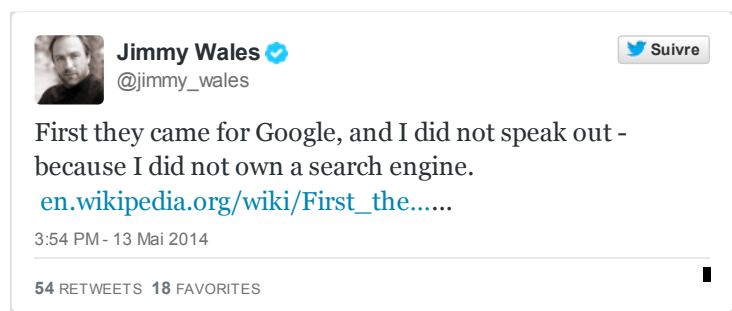 Jimmy Wales
Suivre
@jimmy_wales
First they came for Google, and I did not speak out -
because I did not own a search engine.
en.wikipedia.org/wiki/First_the……
3:54 PM - 13 Mai 2014
54 RETWEETS 18 FAVORITES